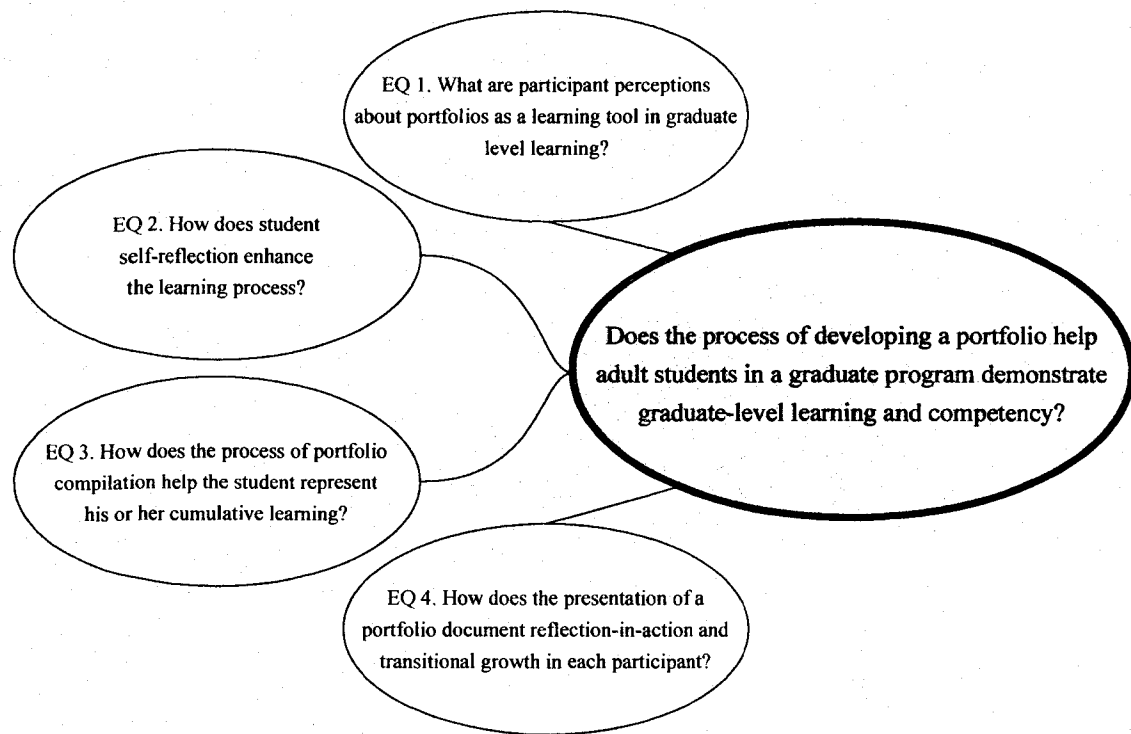 EQ 1. What are participant perceptions
about portfolios as a learning tool in graduate
level learning?
EQ 2. How does student
self-reflection enhance
the learning process?
Does the process of developing a portfolio help
adult students in a graduate program demonstrate
graduate-level learning and competency?
EQ 3. How does the process of portfolio
compilation help the student represent
his or her cumulative learning?
EQ 4. How does the presentation of a
portfolio document reflection-in-action and
transitional growth in each participant?